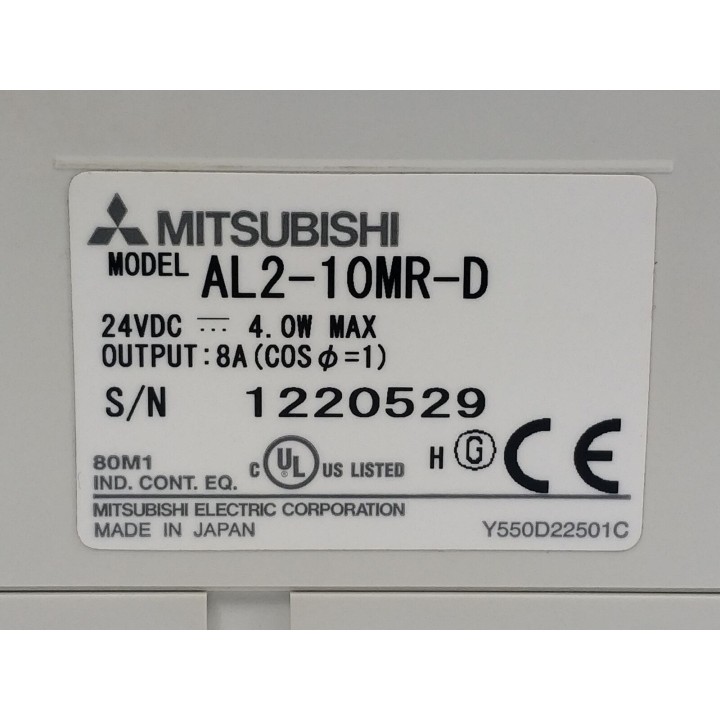 MITSUBISHI
MODEL AL2-10MR-D
24VDC ⎓ 4.0W MAX
OUTPUT:8A(COSφ=1)
S/N 1220529
80M1
IND. CONT. EQ.
C UL US LISTED H G CE
MITSUBISHI ELECTRIC CORPORATION
MADE IN JAPAN Y550D22501C